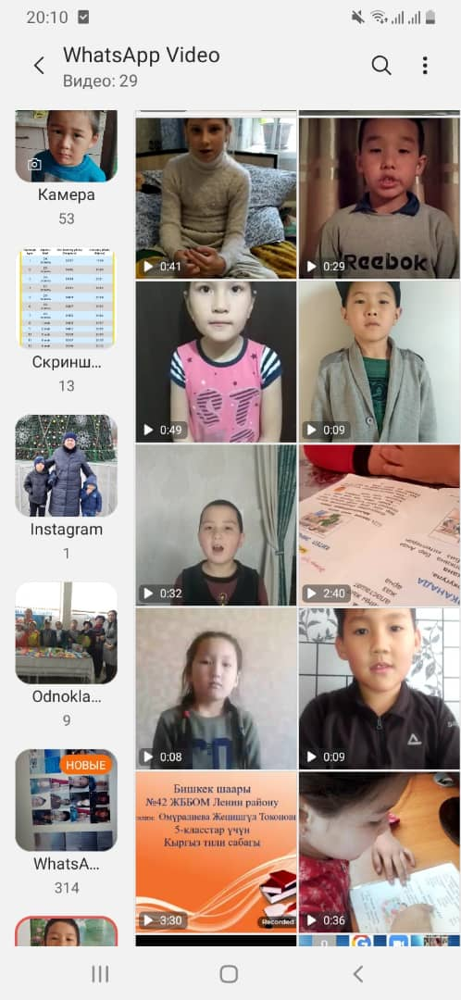 20:10
WhatsApp Video
Видео: 29
Камера
53
Скринш...
13
Instagram
1
Odnokla...
9
НОВЫЕ
WhatsA...
314
0:41
Reebok
0:29
0:49
0:09
0:32
КАНАДА
2:40
0:08
0:09
Бишкек шаары
№42 ЖББОМ Ленин району
Омуралиева Жеңишгүл Токонов
5-класстар үчүн
Кыргыз тили сабагы
3:30
Recorded
0:36